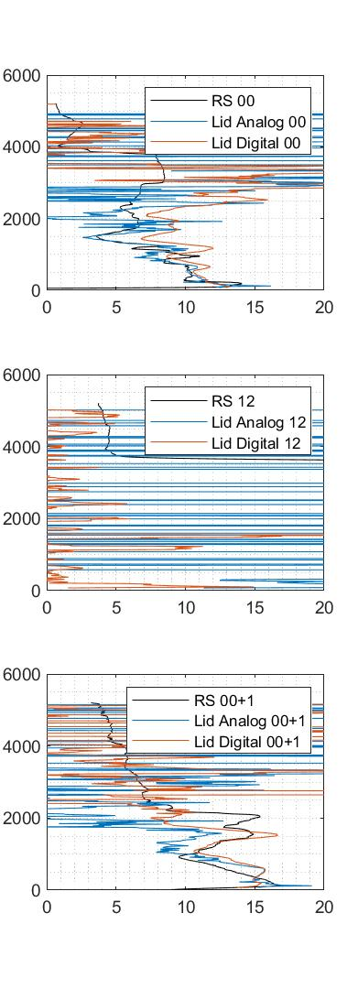 6000
RS 00
Lid Analog 00
Lid Digital 00
4000
2000
0
0 5 10 15 20
6000
RS 12
Lid Analog 12
Lid Digital 12
4000
2000
0
0 5 10 15 20
6000
RS 00+1
Lid Analog 00+1
Lid Digital 00+1
4000
2000
0
0 5 10 15 20